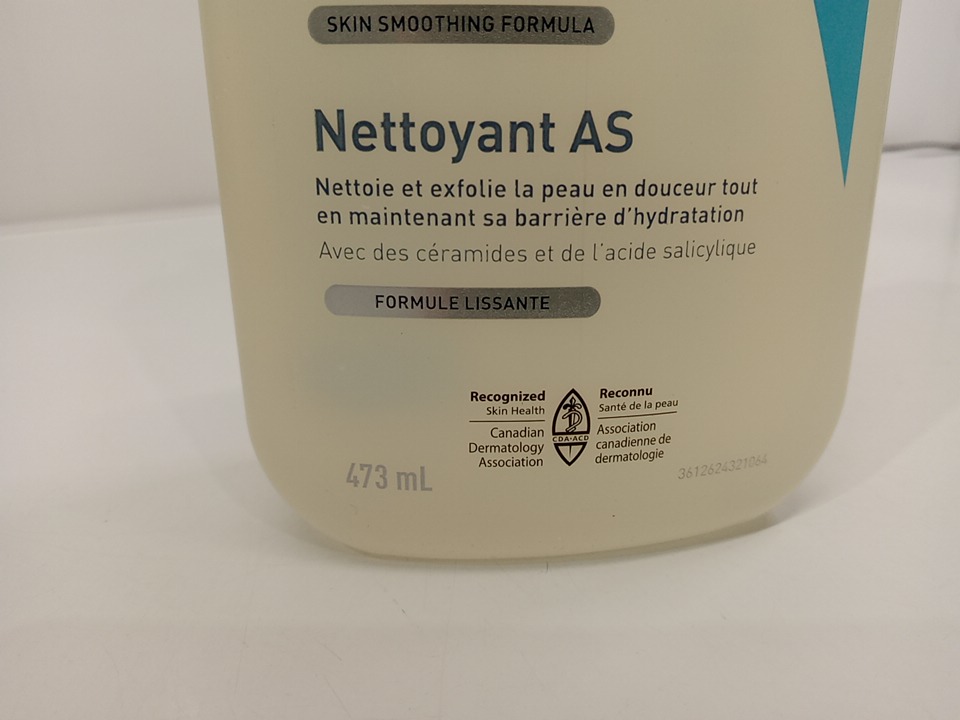 SKIN SMOOTHING FORMULA
Nettoyant AS
Nettoie et exfolie la peau en douceur tout
en maintenant sa barrière d'hydratation
Avec des céramides et de l'acide salicylique
FORMULE LISSANTE
Recognized
Skin Health
Canadian
Dermatology
Association
CDA-ACD
Reconnu
Santé de la peau
Association
canadienne de
dermatologie
473 mL
3612624321064